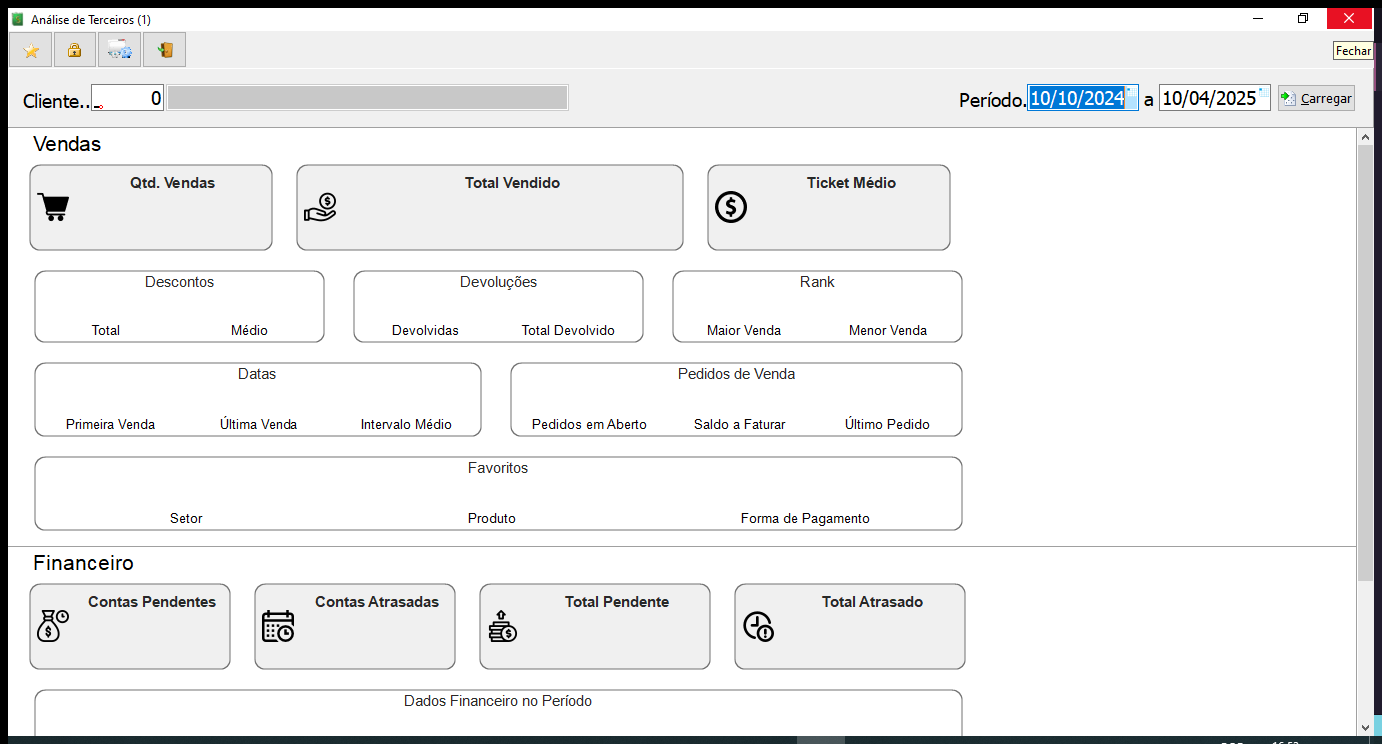 Análise de Terceiros (1)
Fechar
Cliente.. 0
Período. 10/10/2024 a 10/04/2025 Carregar
Vendas
Qtd. Vendas Total Vendido Ticket Médio
Descontos Devoluções Rank
Total Médio Devolvidas Total Devolvido Maior Venda Menor Venda
Datas Pedidos de Venda
Primeira Venda Última Venda Intervalo Médio Pedidos em Aberto Saldo a Faturar Último Pedido
Favoritos
Setor Produto Forma de Pagamento
Financeiro
Contas Pendentes Contas Atrasadas Total Pendente Total Atrasado
Dados Financeiro no Período